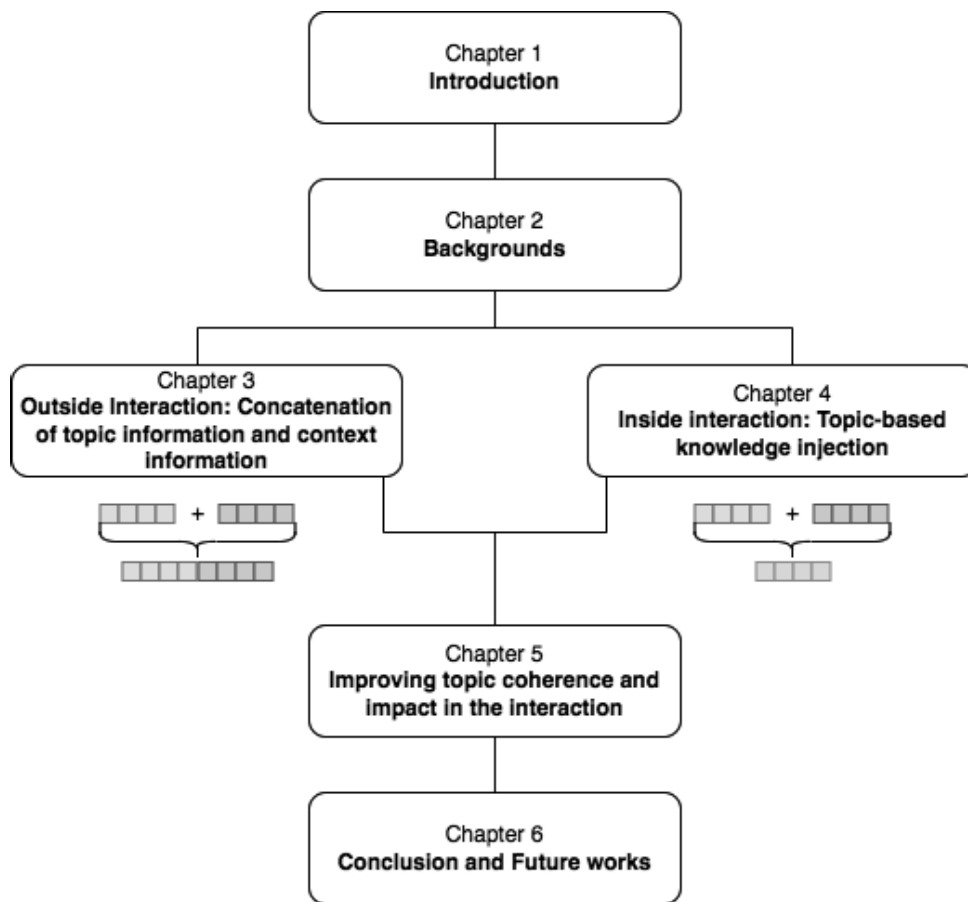 Chapter 1
Introduction
Chapter 2
Backgrounds
Chapter 3
Outside Interaction: Concatenation
of topic information and context
information
Chapter 4
Inside interaction: Topic-based
knowledge injection
+
+
Chapter 5
Improving topic coherence and
impact in the interaction
Chapter 6
Conclusion and Future works